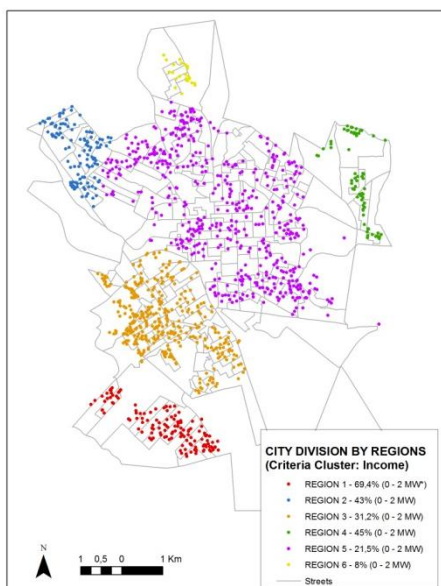 CITY DIVISION BY REGIONS
(Criteria Cluster: Income)
REGION 1 - 69,4% (0 - 2 MW*)
REGION 2 - 43% (0 - 2 MW)
REGION 3 - 31,2% (0 - 2 MW)
REGION 4 - 45% (0 - 2 MW)
REGION 5 - 21,5% (0 - 2 MW)
REGION 6 - 8% (0 - 2 MW)
Streets
N
1 0,5 0 1 Km